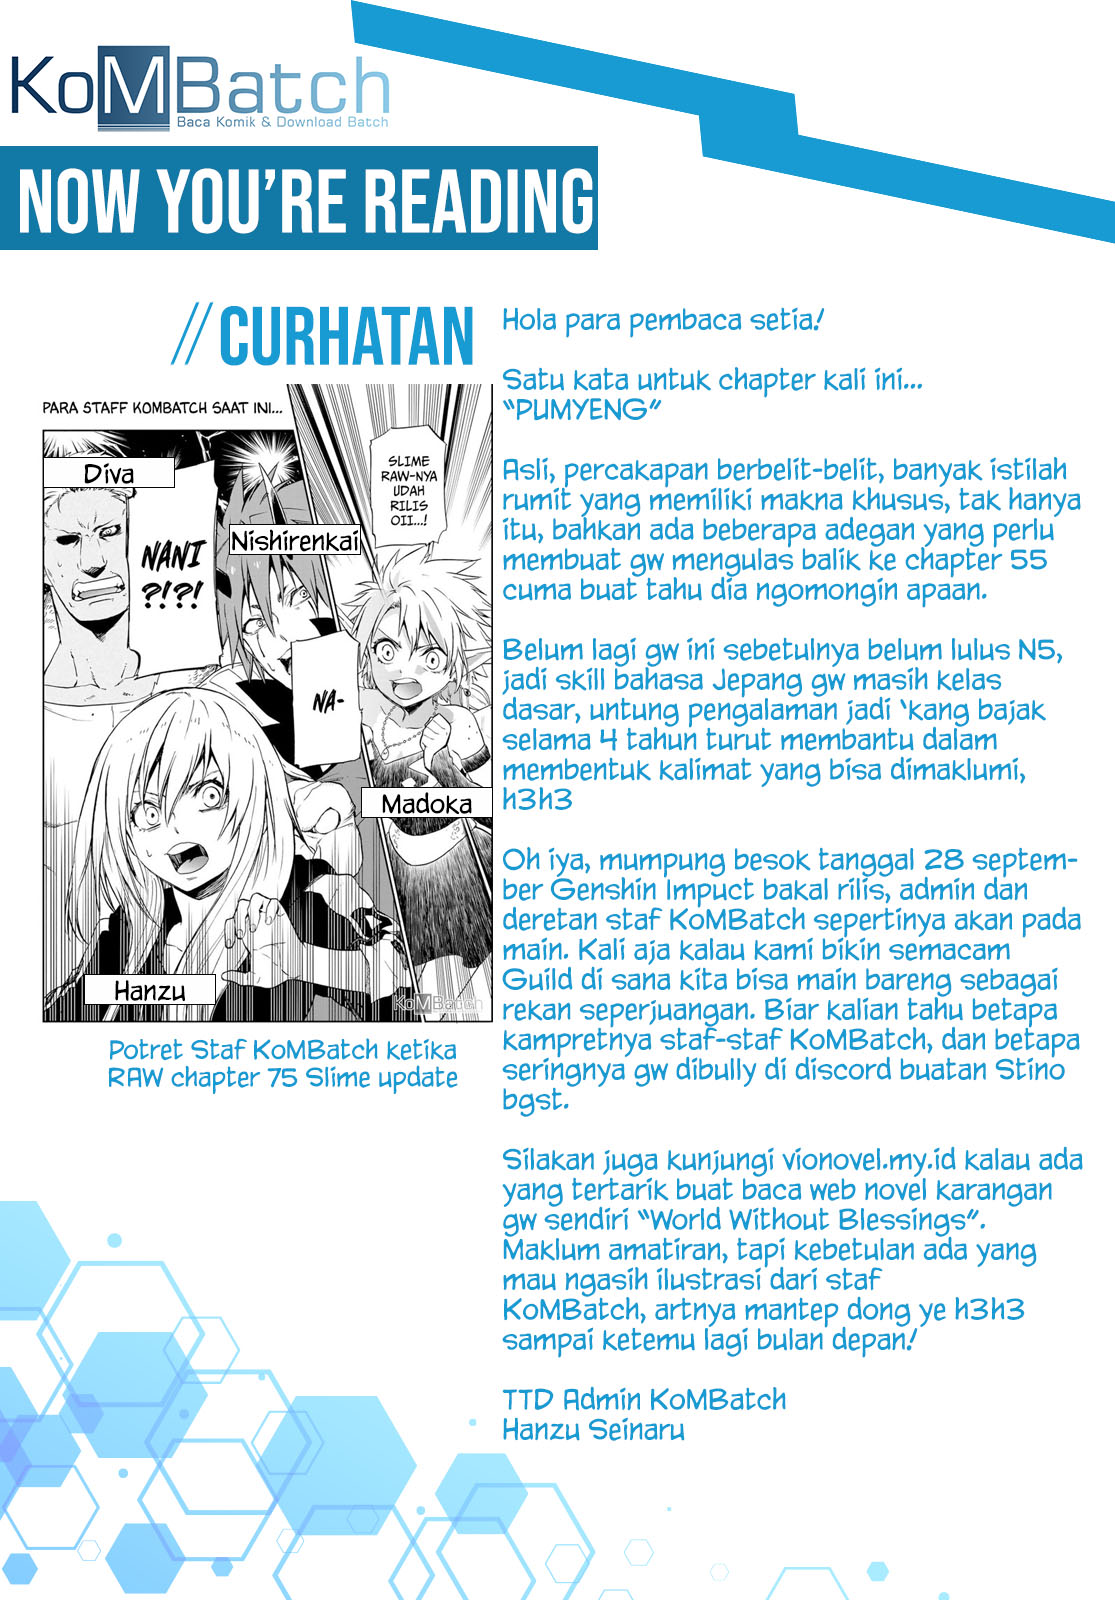 KoMBatch
Baca Komik & Download Batch
NOW YOU'RE READING
// CURHATAN
PARA STAFF KOMBATCH SAAT INI...
SLIME
RAW-NYA
UDAH
RILIS
OII...!
Diva
Nishirenkai
NANI
?!?!
NA-
Madoka
Hanzu
KoMBatch
Potret Staf KoMBatch ketika
RAW chapter 75 Slime update
Hola para pembaca setia!
Satu kata untuk chapter kali ini...
"PUMYENG"
Asli, percakapan berbelit-belit, banyak istilah
rumit yang memiliki makna khusus, tak hanya
itu, bahkan ada beberapa adegan yang perlu
membuat gw mengulas balik ke chapter 55
cuma buat tahu dia ngomongin apaan.
Belum lagi gw ini sebetulnya belum lulus N5,
jadi skill bahasa Jepang gw masih kelas
dasar, untung pengalaman jadi 'kang bajak
selama 4 tahun turut membantu dalam
membentuk kalimat yang bisa dimaklumi,
h3h3
Oh iya, mumpung besok tanggal 28 septem-
ber Genshin Impuct bakal rilis, admin dan
deretan staf KoMBatch sepertinya akan pada
main. Kali aja kalau kami bikin semacam
Guild di sana kita bisa main bareng sebagai
rekan seperjuangan. Biar kalian tahu betapa
kampretnya staf-staf KoMBatch, dan betapa
seringnya gw dibully di discord buatan Stino
bgst.
Silakan juga kunjungi vionovel.my.id kalau ada
yang tertarik buat baca web novel karangan
gw sendiri "World Without Blessings".
Maklum amatiran, tapi kebetulan ada yang
mau ngasih ilustrasi dari staf
KoMBatch, artnya mantep dong ye h3h3
sampai ketemu lagi bulan depan!
TTD Admin KoMBatch
Hanzu Seinaru